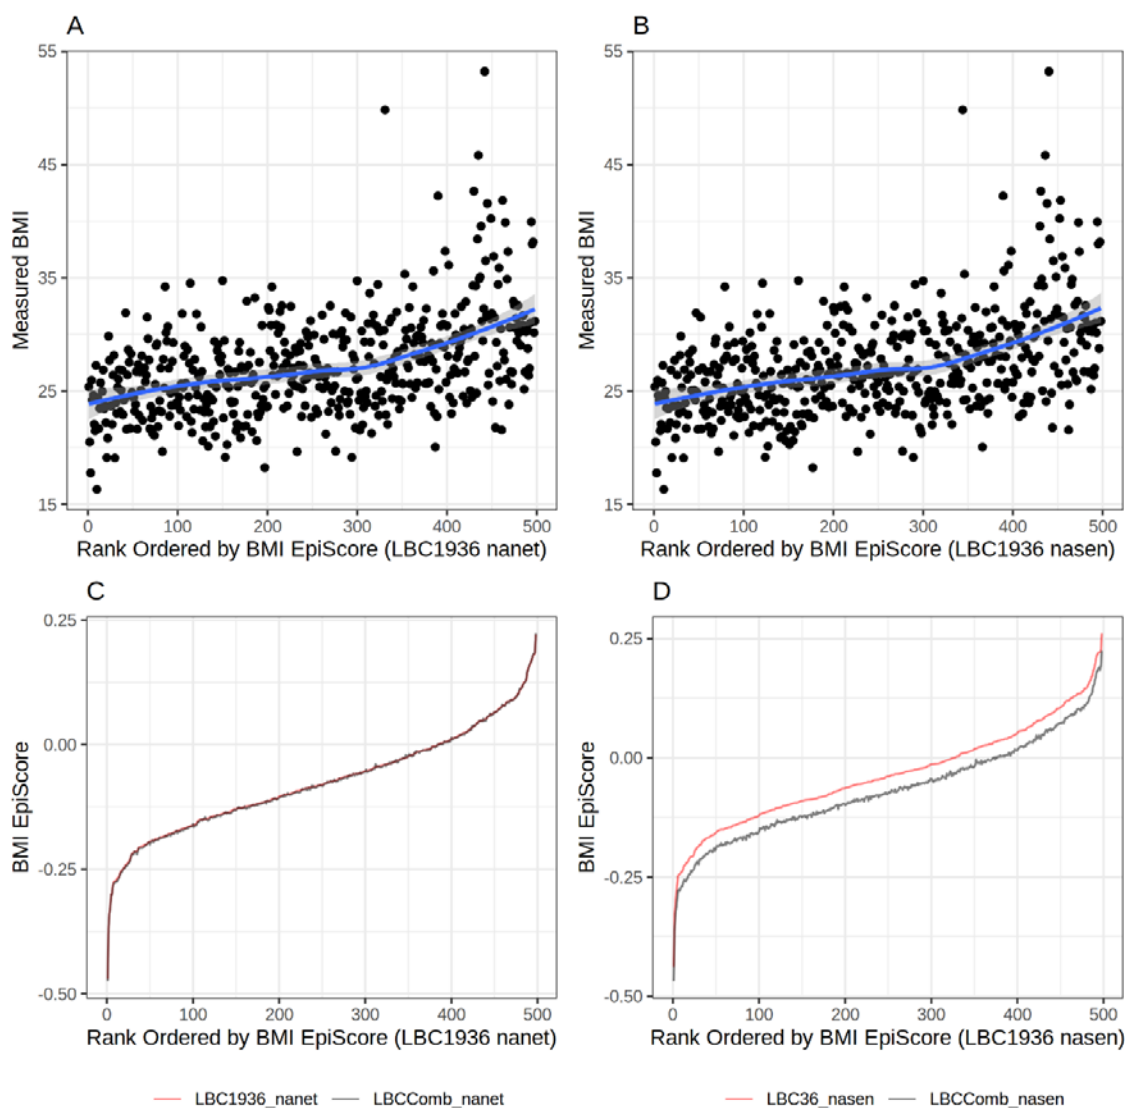 A
55
45
35
25
15
Measured BMI
0 100 200 300 400 500
Rank Ordered by BMI EpiScore (LBC1936 nanet)
B
55
45
35
25
15
Measured BMI
0 100 200 300 400 500
Rank Ordered by BMI EpiScore (LBC1936 nasen)
C
0.25
0.00
-0.25
-0.50
BMI EpiScore
0 100 200 300 400 500
Rank Ordered by BMI EpiScore (LBC1936 nanet)
LBC1936_nanet LBCComb_nanet
D
0.25
0.00
-0.25
-0.50
BMI EpiScore
0 100 200 300 400 500
Rank Ordered by BMI EpiScore (LBC1936 nasen)
LBC36_nasen LBCComb_nasen